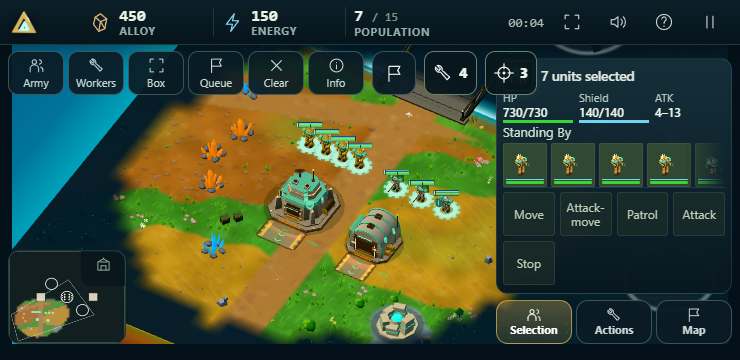 450
ALLOY
150
ENERGY
7 / 15
POPULATION
00:04
Army
Workers
Box
Queue
Clear
Info
4
3
7 units selected
HP
730/730
Shield
140/140
ATK
4–13
Standing By
Move
Attack-
move
Patrol
Attack
Stop
Selection
Actions
Map